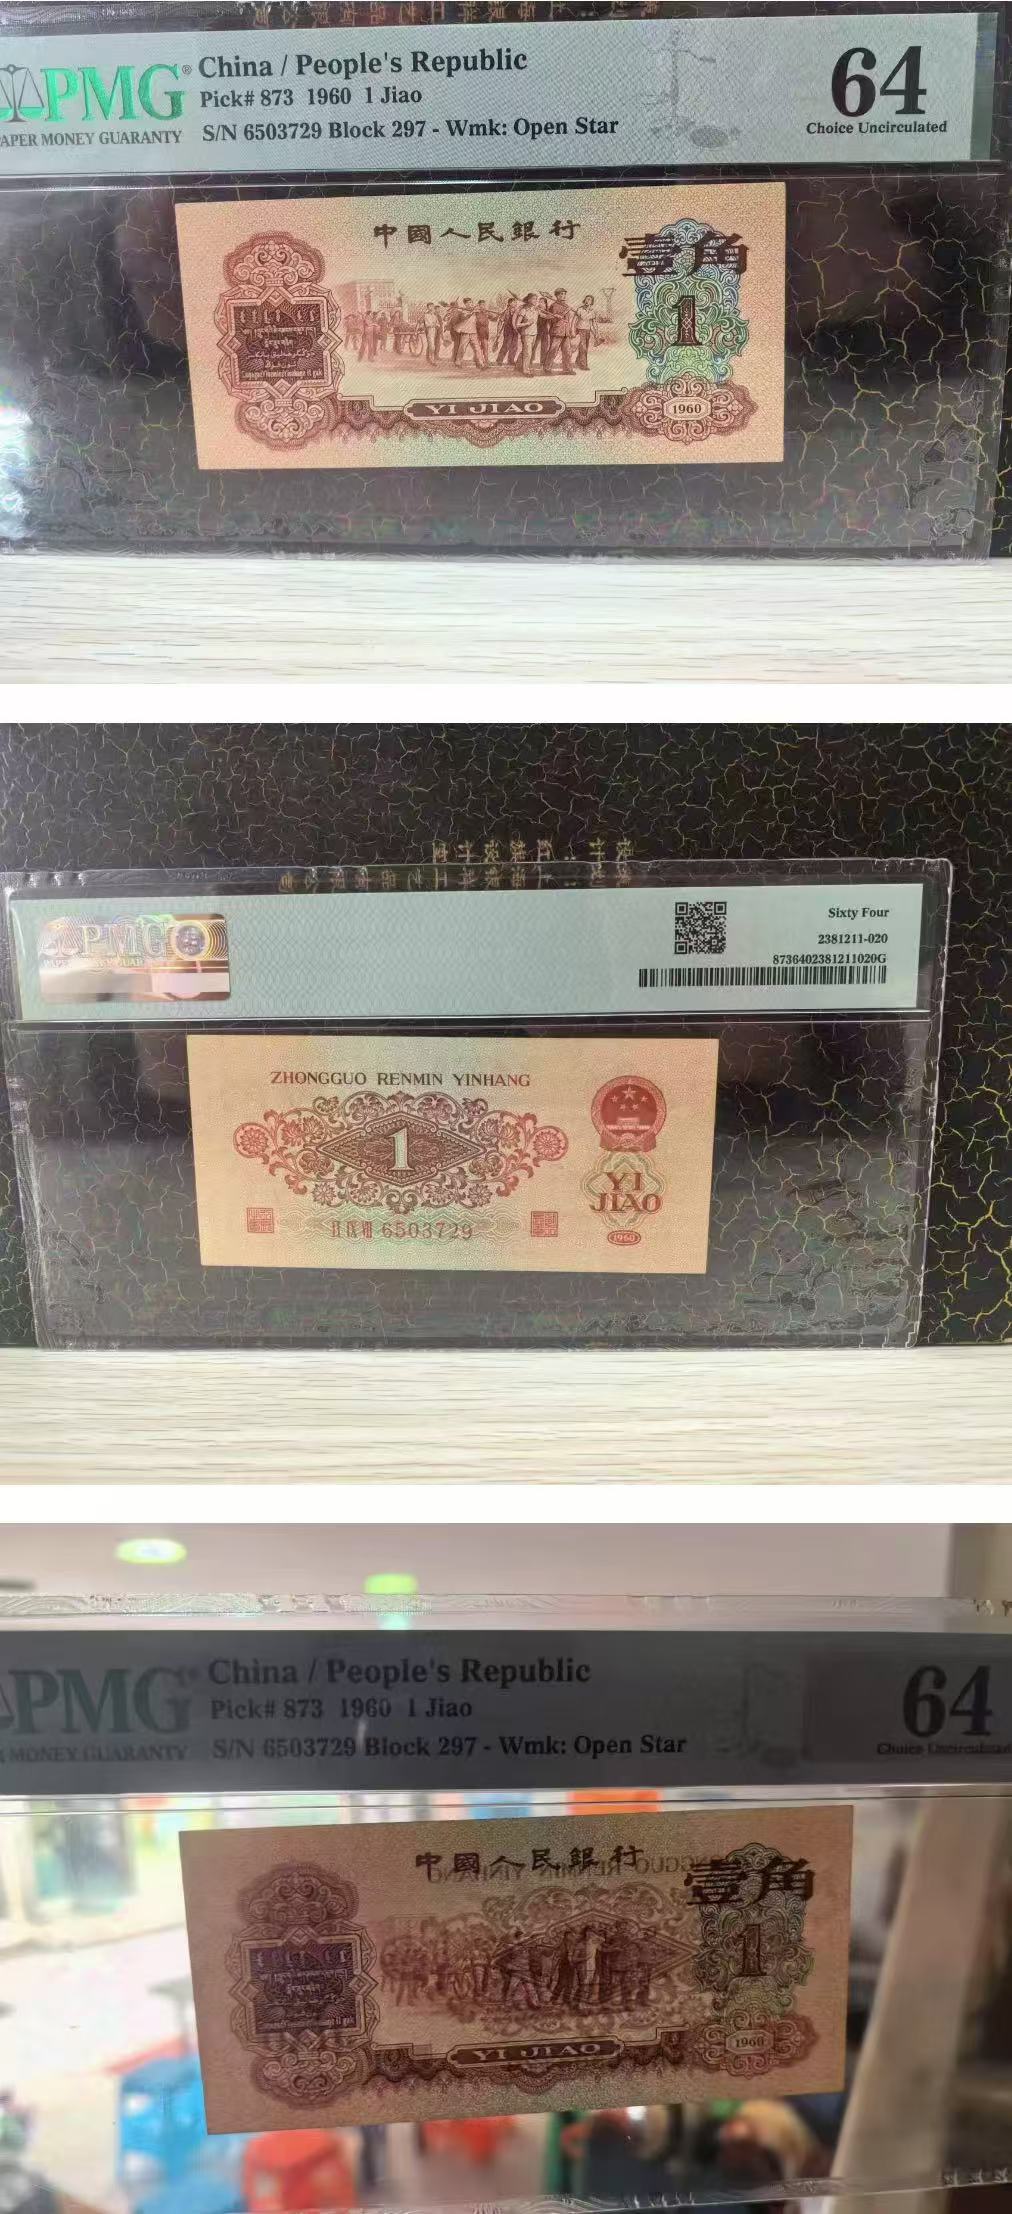 PMG®
PAPER MONEY GUARANTY
China / People's Republic
Pick# 873 1960 1 Jiao
S/N 6503729 Block 297 - Wmk: Open Star
64
Choice Uncirculated
中國人民銀行
壹角
1
YI JIAO
1960
PMG
Sixty Four
2381211-020
8736402381211020G
ZHONGGUO RENMIN YINHANG
1
YI
JIAO
II IX VII 6503729
1960
PMG
MONEY GUARANTY
China / People's Republic
Pick# 873 1960 1 Jiao
S/N 6503729 Block 297 - Wmk: Open Star
64
Choice Uncirculated
中國人民銀行
壹角
1
YI JIAO
1960